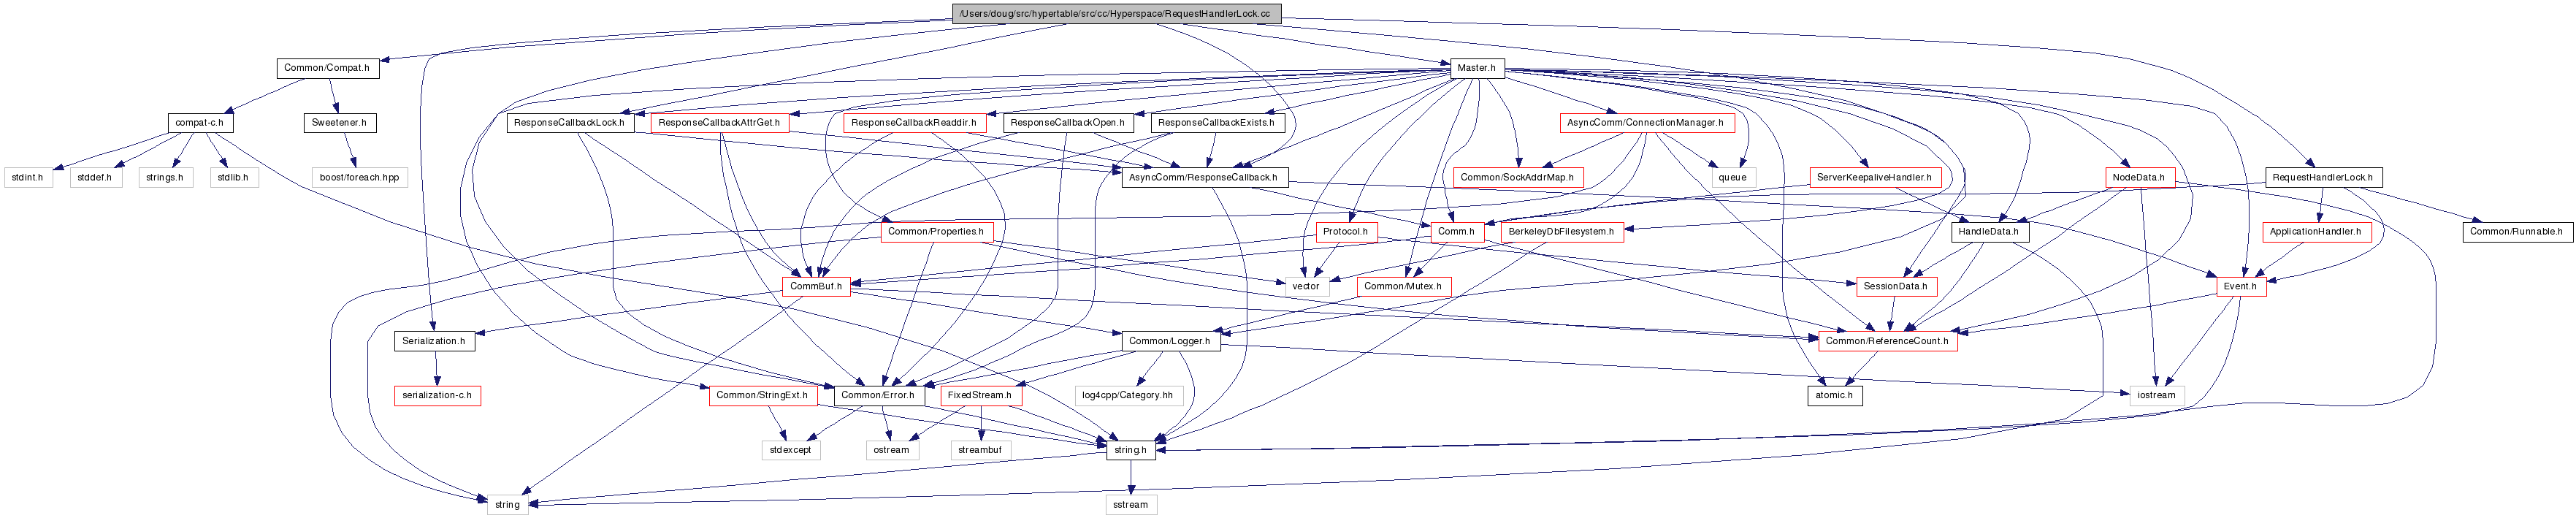 /Users/doug/src/hypertable/src/cc/Hyperspace/RequestHandlerLock.cc
Common/Compat.h
Master.h
compat-c.h
Sweetener.h
ResponseCallbackLock.h
ResponseCallbackAttrGet.h
ResponseCallbackReaddir.h
ResponseCallbackOpen.h
ResponseCallbackExists.h
AsyncComm/ConnectionManager.h
stdint.h
stddef.h
strings.h
stdlib.h
boost/foreach.hpp
AsyncComm/ResponseCallback.h
Common/SockAddrMap.h
queue
ServerKeepaliveHandler.h
NodeData.h
RequestHandlerLock.h
Common/Properties.h
Protocol.h
Comm.h
BerkeleyDbFilesystem.h
HandleData.h
ApplicationHandler.h
Common/Runnable.h
CommBuf.h
vector
Common/Mutex.h
SessionData.h
Event.h
Serialization.h
Common/Logger.h
Common/ReferenceCount.h
serialization-c.h
Common/StringExt.h
Common/Error.h
FixedStream.h
log4cpp/Category.hh
atomic.h
iostream
stdexcept
ostream
streambuf
string.h
string
sstream